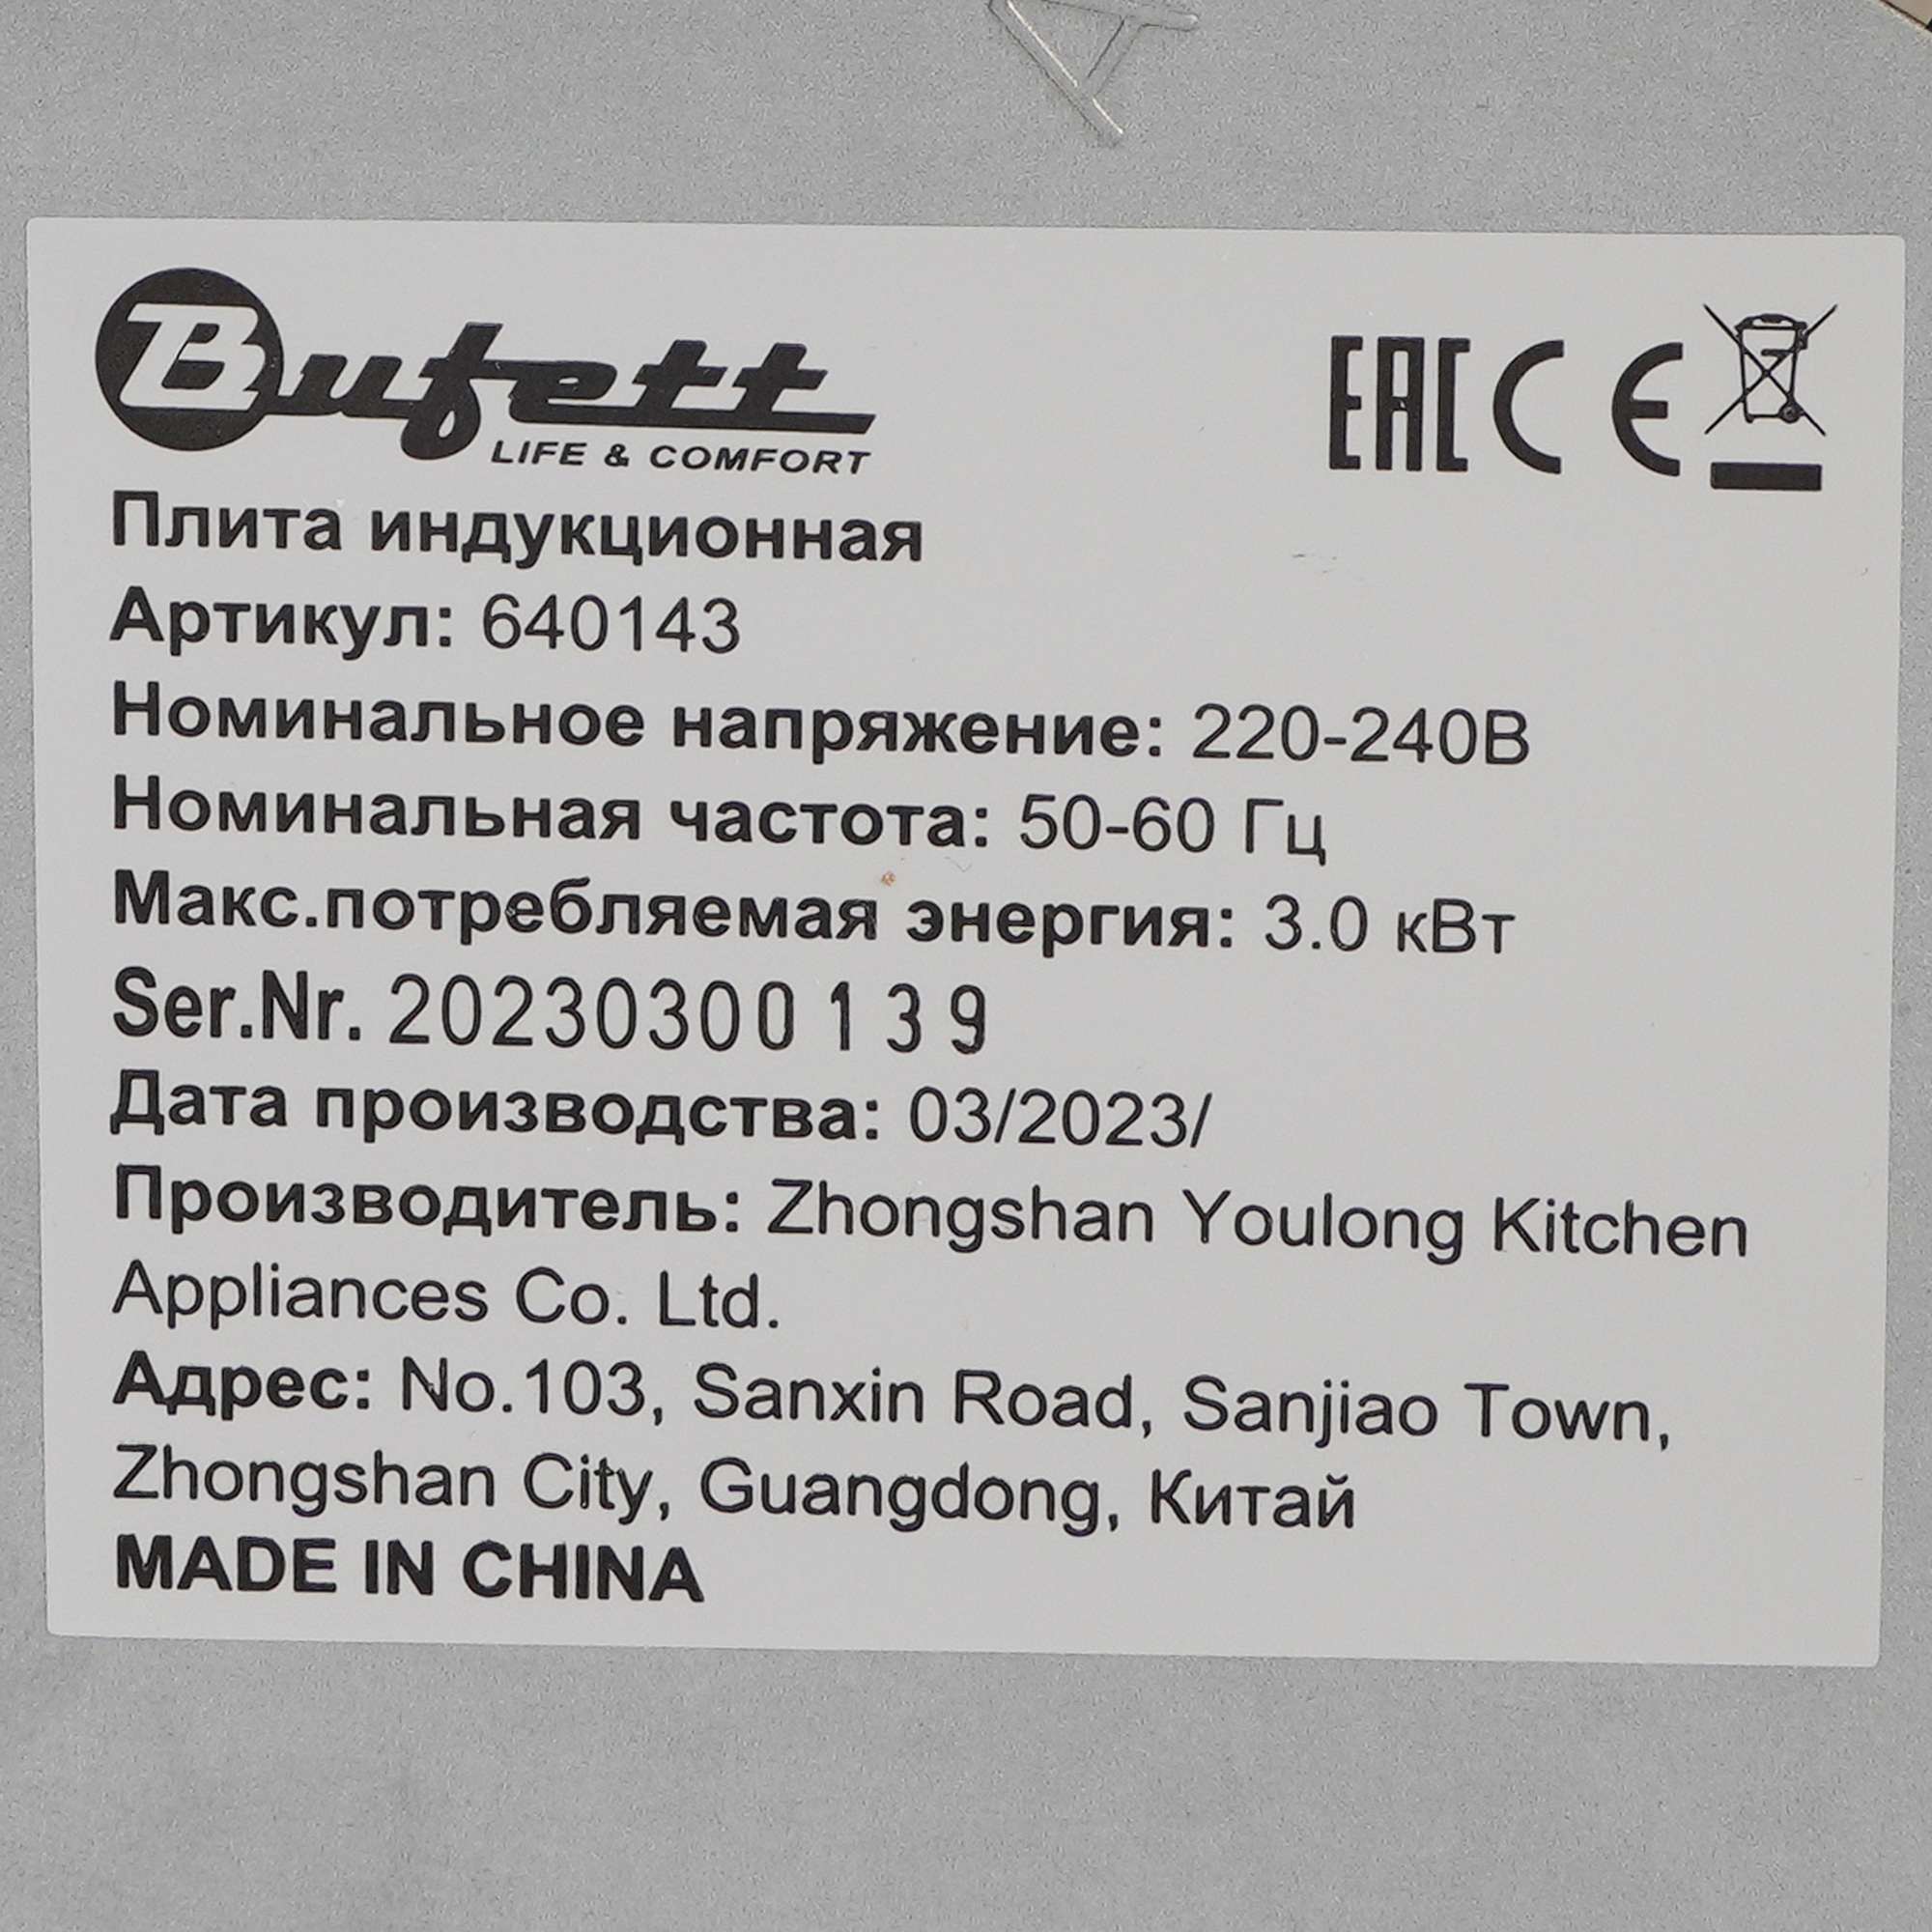 Bufett
LIFE & COMFORT
EAC CE
Плита индукционная
Артикул: 640143
Номинальное напряжение: 220-240В
Номинальная частота: 50-60 Гц
Макс.потребляемая энергия: 3.0 кВт
Ser.Nr. 20230300139
Дата производства: 03/2023/
Производитель: Zhongshan Youlong Kitchen
Appliances Co. Ltd.
Адрес: No.103, Sanxin Road, Sanjiao Town,
Zhongshan City, Guangdong, Китай
MADE IN CHINA